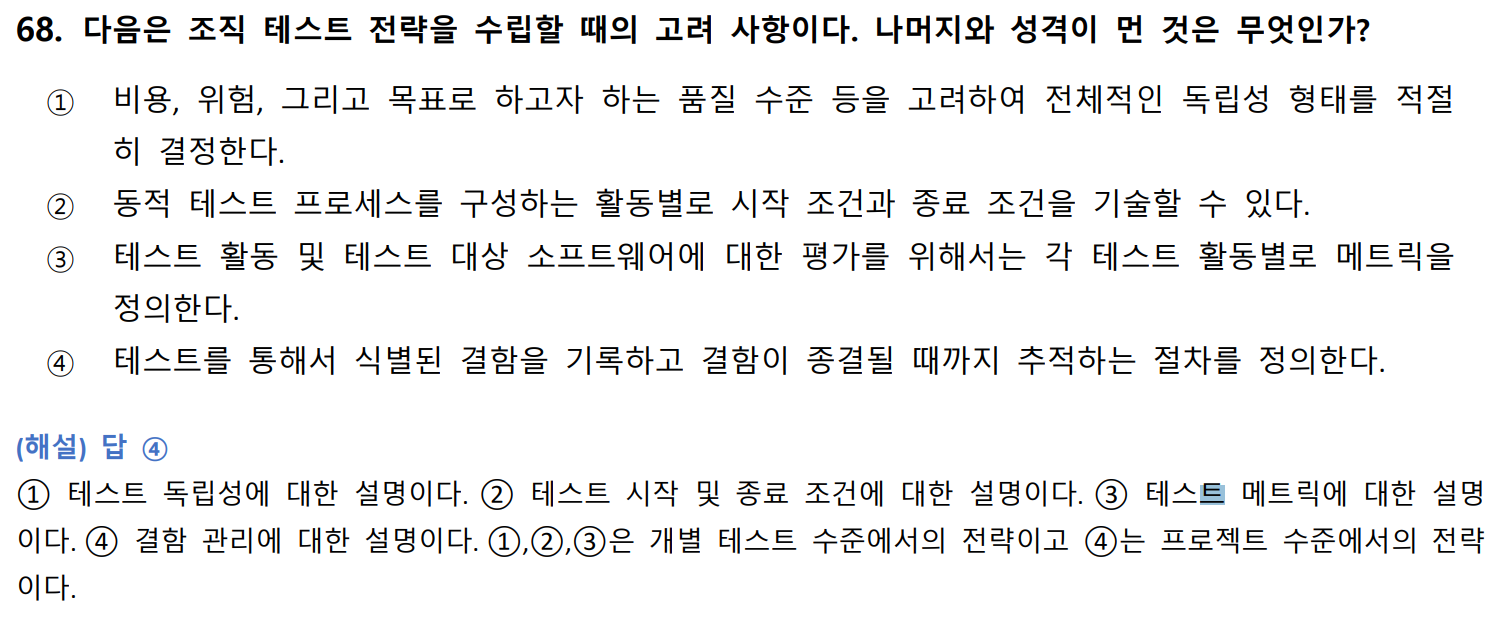 68. 다음은 조직 테스트 전략을 수립할 때의 고려 사항이다. 나머지와 성격이 먼 것은 무엇인가?
① 비용, 위험, 그리고 목표로 하고자 하는 품질 수준 등을 고려하여 전체적인 독립성 형태를 적절
히 결정한다.
② 동적 테스트 프로세스를 구성하는 활동별로 시작 조건과 종료 조건을 기술할 수 있다.
③ 테스트 활동 및 테스트 대상 소프트웨어에 대한 평가를 위해서는 각 테스트 활동별로 메트릭을
정의한다.
④ 테스트를 통해서 식별된 결함을 기록하고 결함이 종결될 때까지 추적하는 절차를 정의한다.
(해설) 답 ④
① 테스트 독립성에 대한 설명이다. ② 테스트 시작 및 종료 조건에 대한 설명이다. ③ 테스트 메트릭에 대한 설명
이다. ④ 결함 관리에 대한 설명이다. ①,②,③은 개별 테스트 수준에서의 전략이고 ④는 프로젝트 수준에서의 전략
이다.